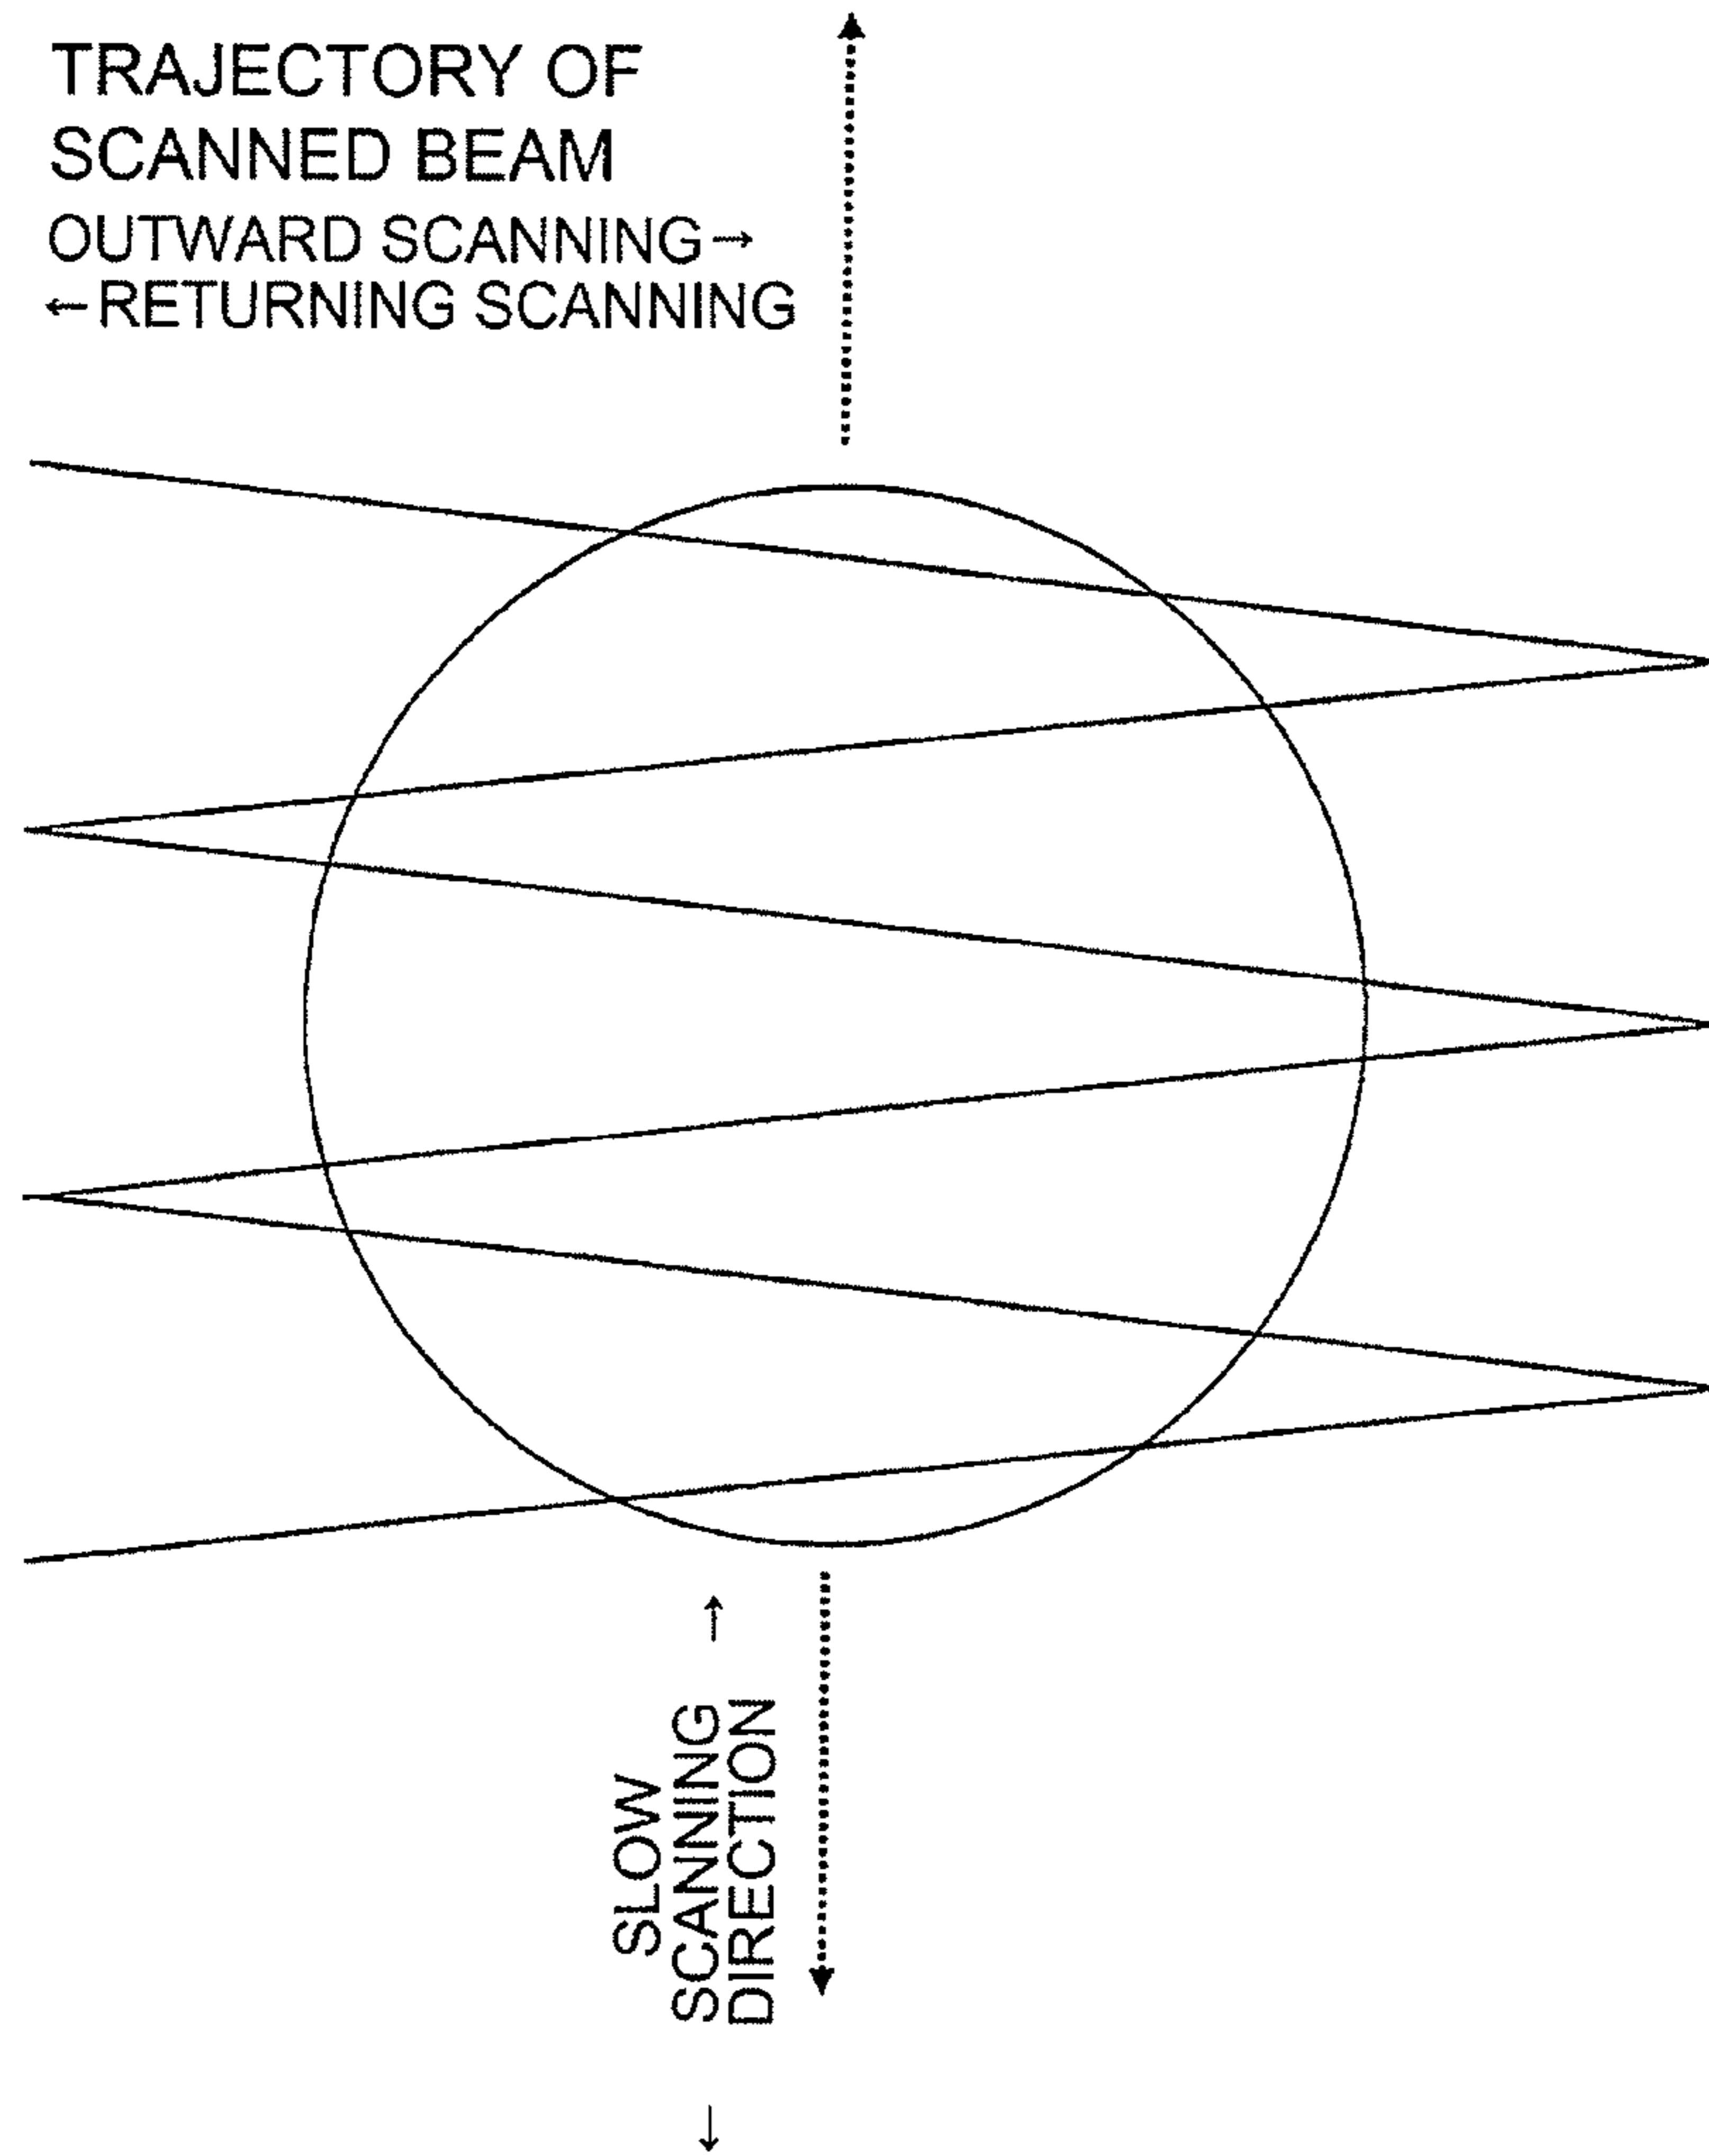 TRAJECTORY OF
SCANNED BEAM
OUTWARD SCANNING→
←RETURNING SCANNING
SLOW
← SCANNING →
DIRECTION